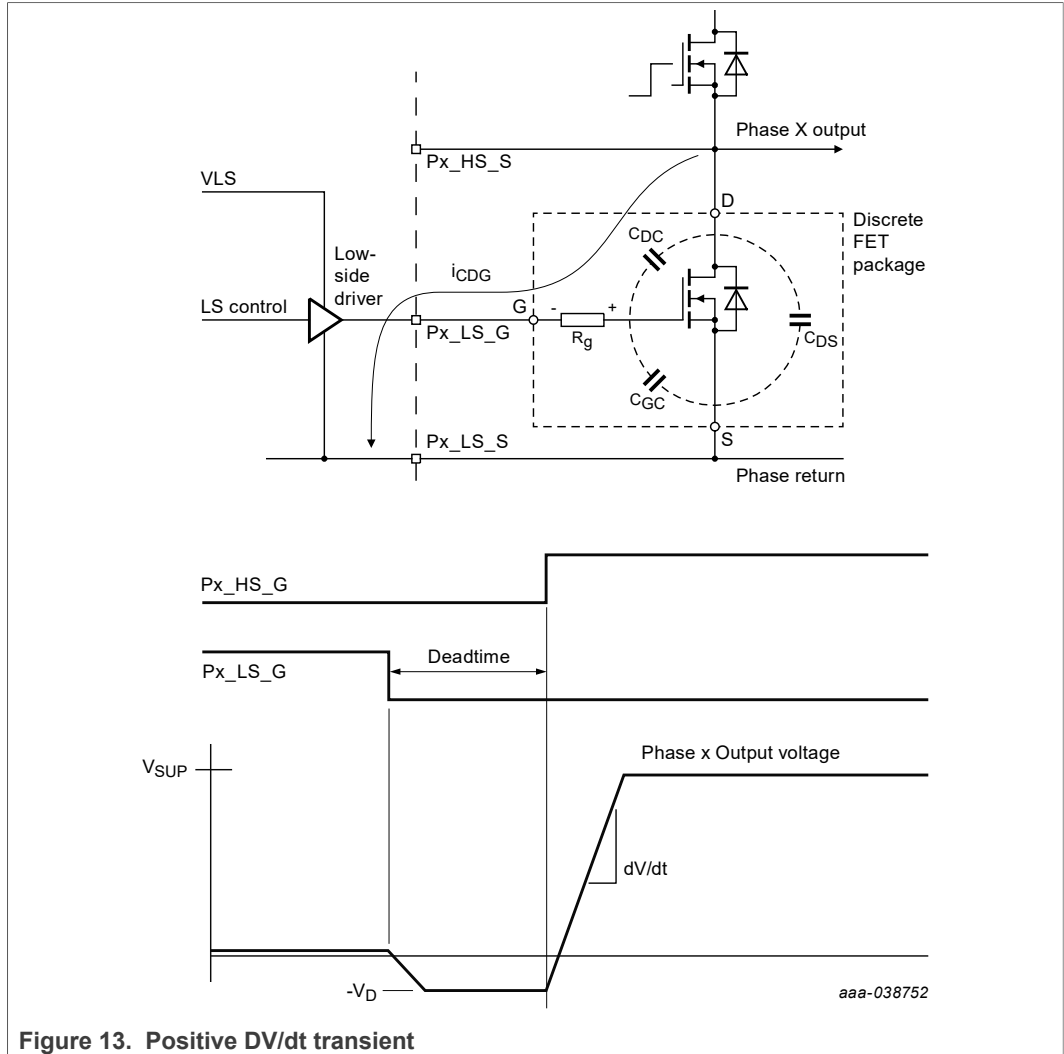 Phase X output
Px_HS_S
VLS
D
Discrete
FET
package
CDC
Low-
side
driver
iCDG
LS control
G
-
+
Px_LS_G
Rg
CDS
CGC
Px_LS_S
S
Phase return
Px_HS_G
Deadtime
Px_LS_G
Phase x Output voltage
VSUP
dV/dt
-VD
aaa-038752
Figure 13. Positive DV/dt transient